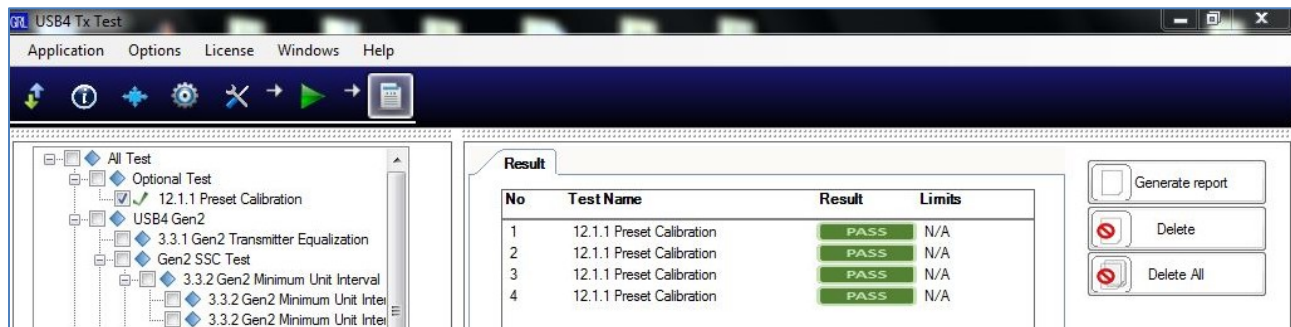 GRL USB4 Tx Test
Application Options License Windows Help
All Test
Optional Test
12.1.1 Preset Calibration
USB4 Gen2
3.3.1 Gen2 Transmitter Equalization
Gen2 SSC Test
3.3.2 Gen2 Minimum Unit Interval
3.3.2 Gen2 Minimum Unit Inter
3.3.2 Gen2 Minimum Unit Inter
Result
No Test Name Result Limits
1 12.1.1 Preset Calibration PASS N/A
2 12.1.1 Preset Calibration PASS N/A
3 12.1.1 Preset Calibration PASS N/A
4 12.1.1 Preset Calibration PASS N/A
Generate report
Delete
Delete All